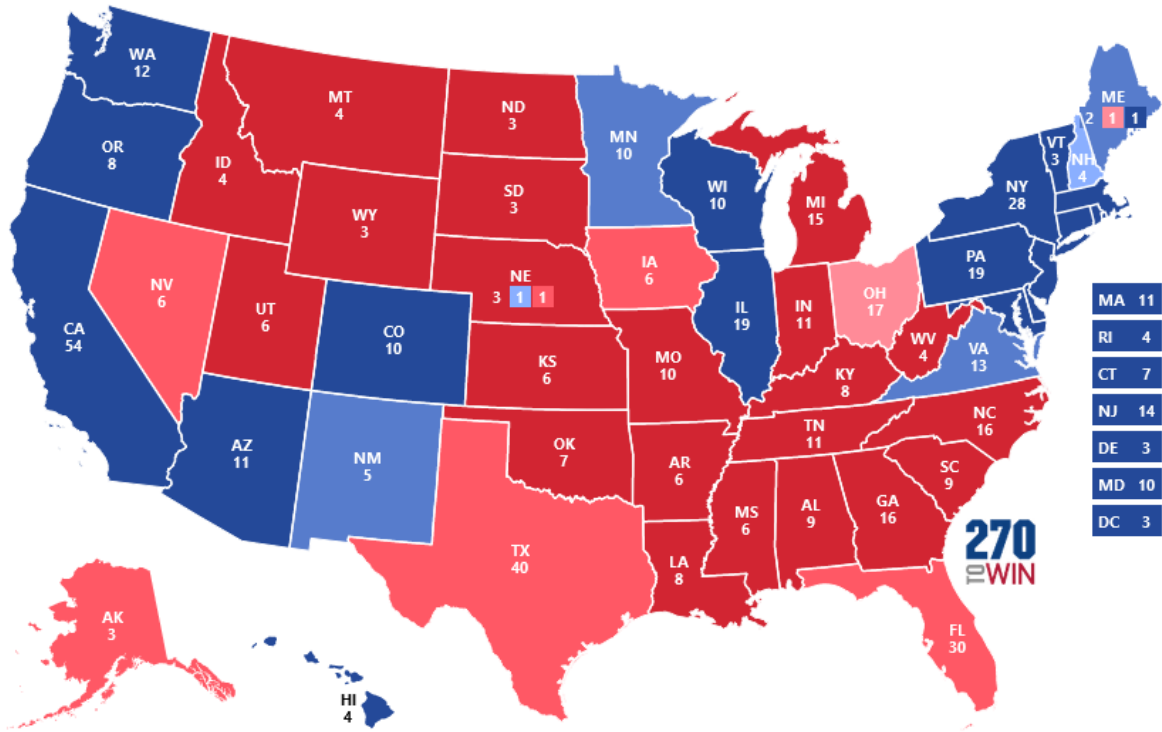 WA
12
OR
8
CA
54
NV
6
ID
4
MT
4
WY
3
UT
6
CO
10
AZ
11
NM
5
ND
3
SD
3
NE
3 1 1
KS
6
OK
7
TX
40
MN
10
IA
6
MO
10
AR
6
LA
8
WI
10
IL
19
MI
15
IN
11
OH
17
KY
8
TN
11
MS
6
AL
9
GA
16
FL
30
SC
9
NC
16
WV
4
VA
13
PA
19
NY
28
VT
3
NH
4
ME
2 1 1
MA 11
RI 4
CT 7
NJ 14
DE 3
MD 10
DC 3
AK
3
HI
4
270
TO WIN